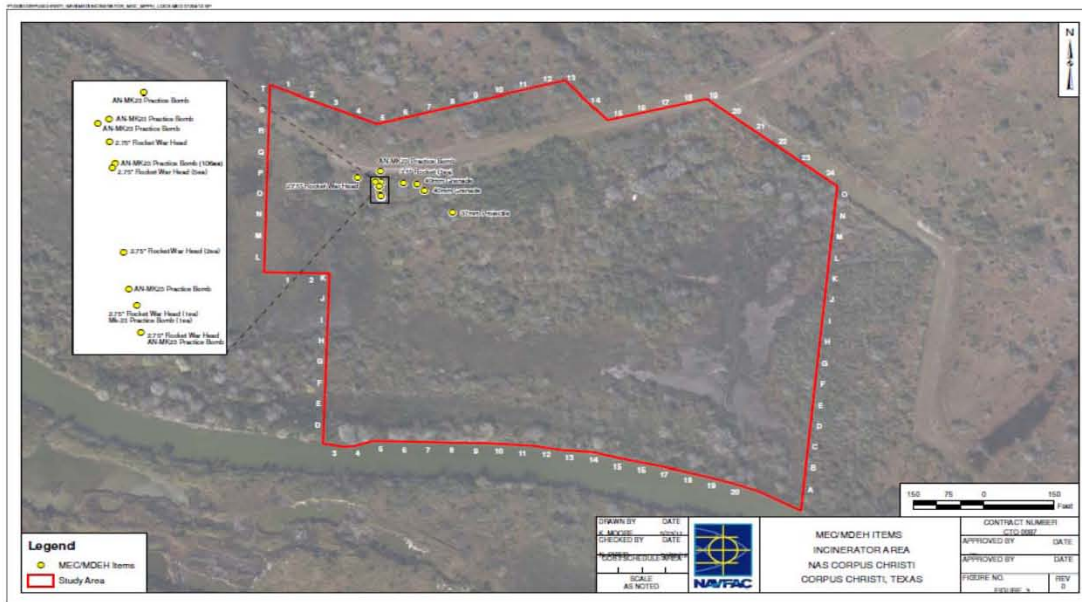 N
T 1 2 3 4 5 6 7 8 9 10 11 12 13 14 15 16 17 18 19 20 21 22 23 24
S
R
Q
P
O
N
M
L
1 2 K
J
I
H
G
F
E
D
3 4 5 6 7 8 9 10 11 12 13 14 15 16 17 18 19 20
O
N
M
L
K
J
I
H
G
F
E
D
C
B
A
AN-MK23 Practice Bomb
AN-MK23 Practice Bomb
2.75" Rocket War Head
AN-MK23 Practice Bomb (106ea)
2.75" Rocket War Head (5ea)
2.75" Rocket War Head (2ea)
AN-MK23 Practice Bomb
2.75" Rocket War Head (1ea)
Mk-23 Practice Bomb (1ea)
2.75" Rocket War Head
AN-MK23 Practice Bomb
AN-MK23 Practice Bomb
40mm Grenade
2.75" Rocket War Head
40mm Grenade
37mm Projectile
150 75 0 150
Feet
Legend
MEC/MDEH Items
Study Area
DRAWN BY DATE
K. MOORE
CHECKED BY DATE
COST/SCHEDULE AREA
SCALE
AS NOTED
NAVFAC
MEC/MDEH ITEMS
INCINERATOR AREA
NAS CORPUS CHRISTI
CORPUS CHRISTI, TEXAS
CONTRACT NUMBER
APPROVED BY DATE
APPROVED BY DATE
FIGURE NO. REV
FIGURE 0